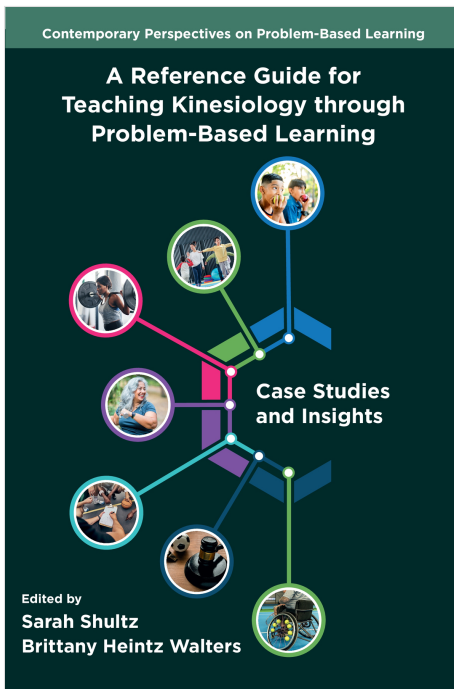 Contemporary Perspectives on Problem-Based Learning
A Reference Guide for
Teaching Kinesiology through
Problem-Based Learning
Case Studies
and Insights
Edited by
Sarah Shultz
Brittany Heintz Walters